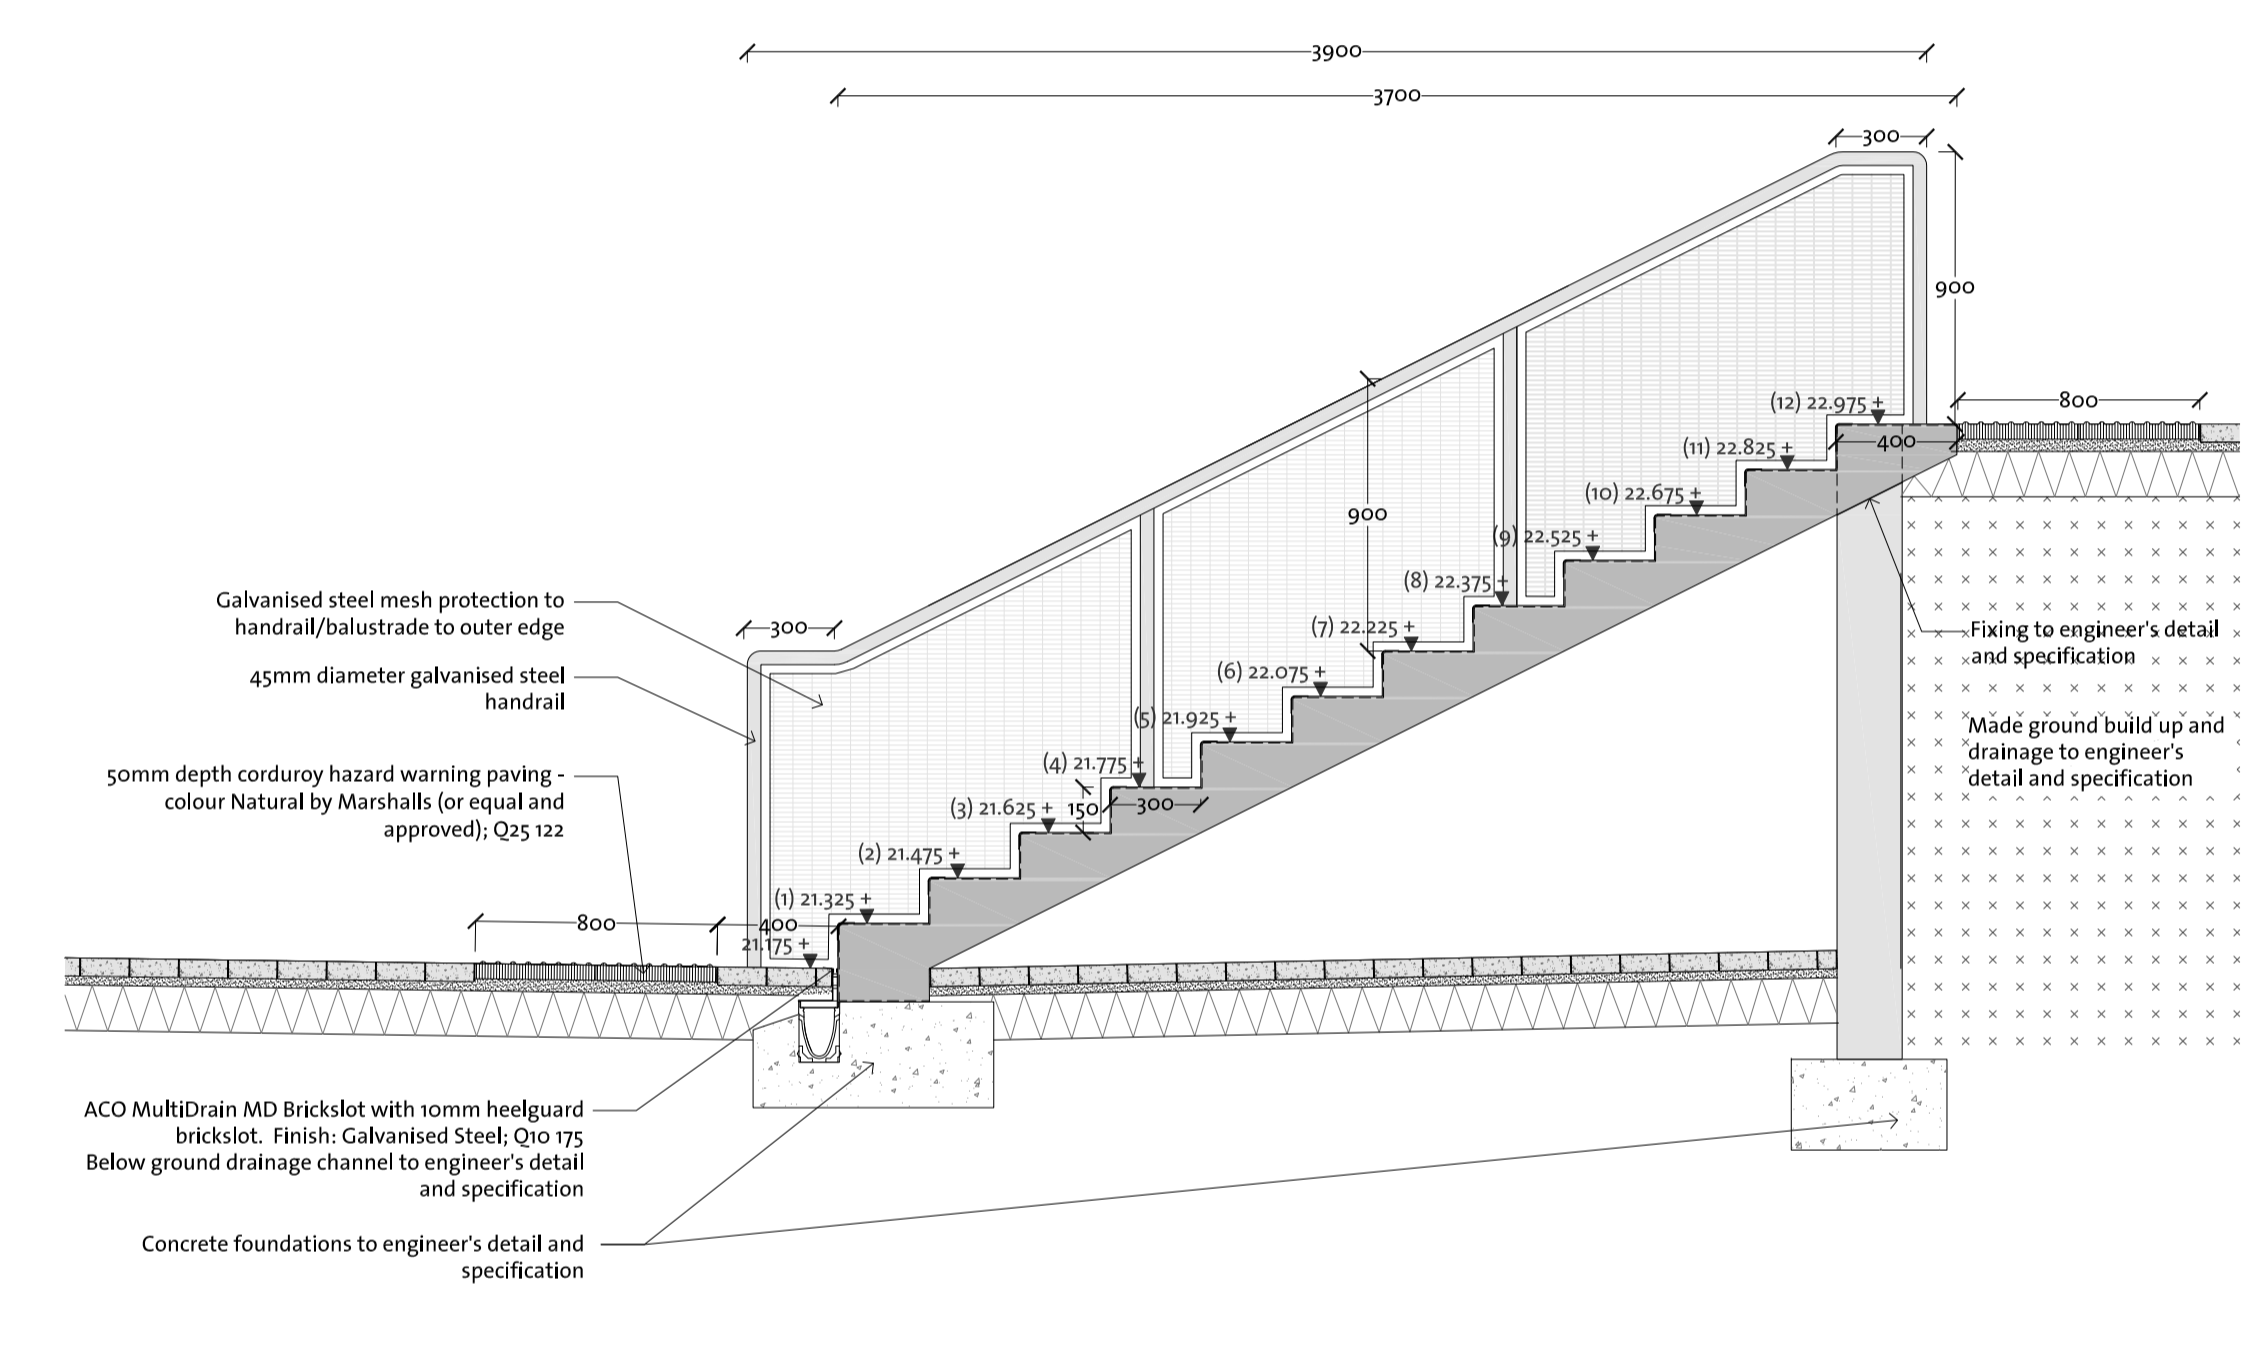 3900
3700
300
900
(12) 22.975 +
800
(11) 22.825 +
400
(10) 22.675 +
900
(9) 22.525 +
(8) 22.375 +
Galvanised steel mesh protection to
handrail/balustrade to outer edge
300
(7) 22.225 +
Fixing to engineer's detail
and specification
45mm diameter galvanised steel
handrail
(6) 22.075 +
(5) 21.925 +
Made ground build up and
drainage to engineer's
detail and specification
50mm depth corduroy hazard warning paving -
colour Natural by Marshalls (or equal and
approved); Q25 122
(4) 21.775 +
(3) 21.625 +
150
300
(2) 21.475 +
(1) 21.325 +
800
400
21.175 +
ACO MultiDrain MD Brickslot with 10mm heelguard
brickslot. Finish: Galvanised Steel; Q10 175
Below ground drainage channel to engineer's detail
and specification
Concrete foundations to engineer's detail and
specification